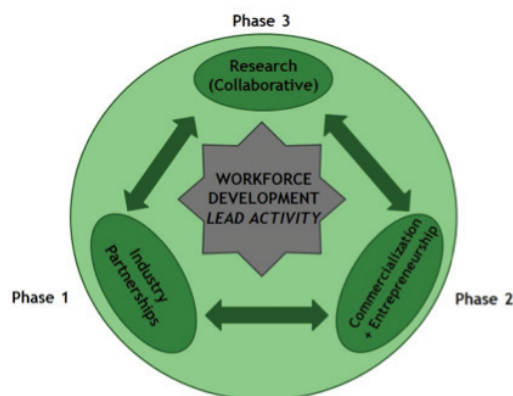 Phase 3
Research
(Collaborative)
WORKFORCE
DEVELOPMENT
LEAD ACTIVITY
Industry
Partnerships
Commercialization
+ Entrepreneurship
Phase 1
Phase 2